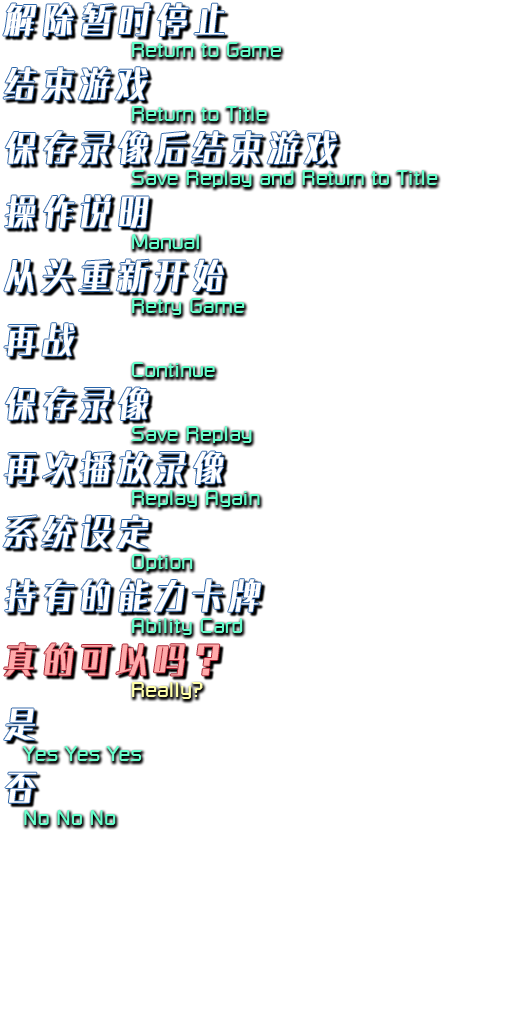 解除暂时停止
Return to Game
结束游戏
Return to Title
保存录像后结束游戏
Save Replay and Return to Title
操作说明
Manual
从头重新开始
Retry Game
再战
Continue
保存录像
Save Replay
再次播放录像
Replay Again
系统设定
Option
持有的能力卡牌
Ability Card
真的可以吗？
Really?
是
Yes Yes Yes
否
No No No